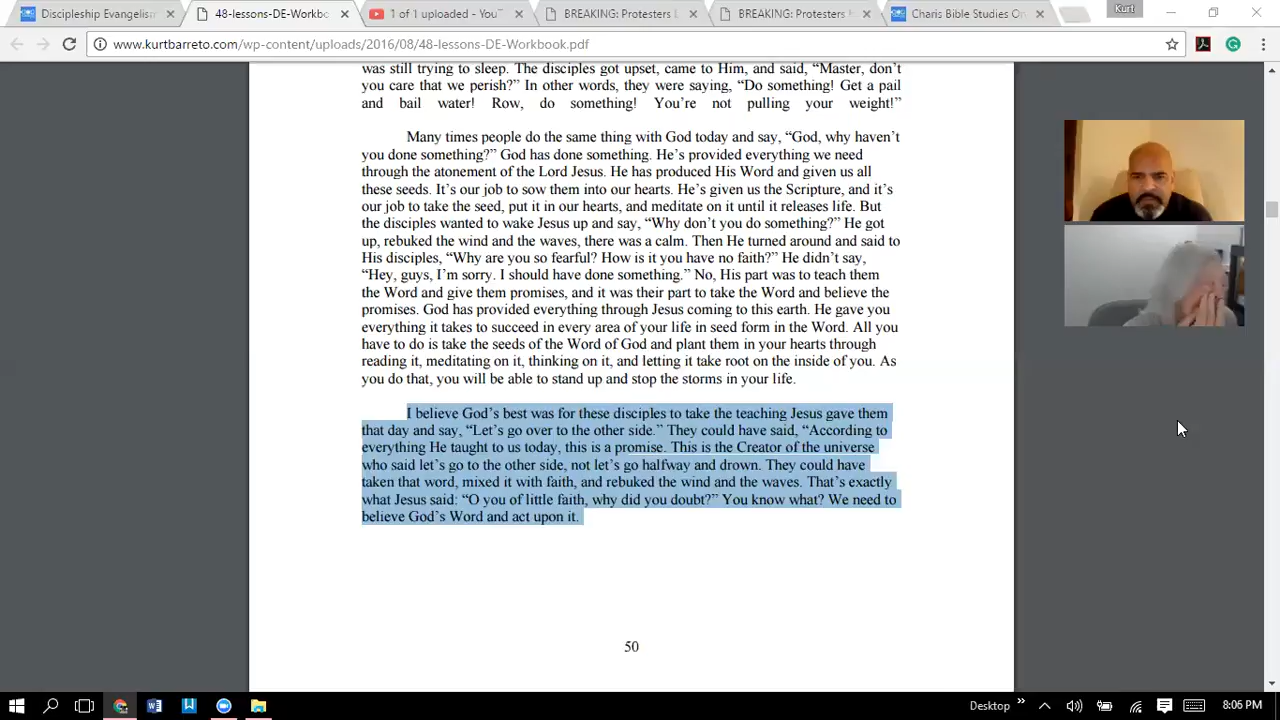 Discipleship Evangelism
48-lessons-DE-Workbo
1 of 1 uploaded - You
BREAKING: Protesters
BREAKING: Protesters
Charis Bible Studies On
Kurt
www.kurtbarreto.com/wp-content/uploads/2016/08/48-lessons-DE-Workbook.pdf
was still trying to sleep. The disciples got upset, came to Him, and said, “Master, don’t
you care that we perish?” In other words, they were saying, “Do something! Get a pail
and bail water! Row, do something! You’re not pulling your weight!”
Many times people do the same thing with God today and say, “God, why haven’t
you done something?” God has done something. He’s provided everything we need
through the atonement of the Lord Jesus. He has produced His Word and given us all
these seeds. It’s our job to sow them into our hearts. He’s given us the Scripture, and it’s
our job to take the seed, put it in our hearts, and meditate on it until it releases life. But
the disciples wanted to wake Jesus up and say, “Why don’t you do something?” He got
up, rebuked the wind and the waves, there was a calm. Then He turned around and said to
His disciples, “Why are you so fearful? How is it you have no faith?” He didn’t say,
“Hey, guys, I’m sorry. I should have done something.” No, His part was to teach them
the Word and give them promises, and it was their part to take the Word and believe the
promises. God has provided everything through Jesus coming to this earth. He gave you
everything it takes to succeed in every area of your life in seed form in the Word. All you
have to do is take the seeds of the Word of God and plant them in your hearts through
reading it, meditating on it, thinking on it, and letting it take root on the inside of you. As
you do that, you will be able to stand up and stop the storms in your life.
I believe God’s best was for these disciples to take the teaching Jesus gave them
that day and say, “Let’s go over to the other side.” They could have said, “According to
everything He taught to us today, this is a promise. This is the Creator of the universe
who said let’s go to the other side, not let’s go halfway and drown. They could have
taken that word, mixed it with faith, and rebuked the wind and the waves. That’s exactly
what Jesus said: “O you of little faith, why did you doubt?” You know what? We need to
believe God’s Word and act upon it.
50
Desktop
8:06 PM